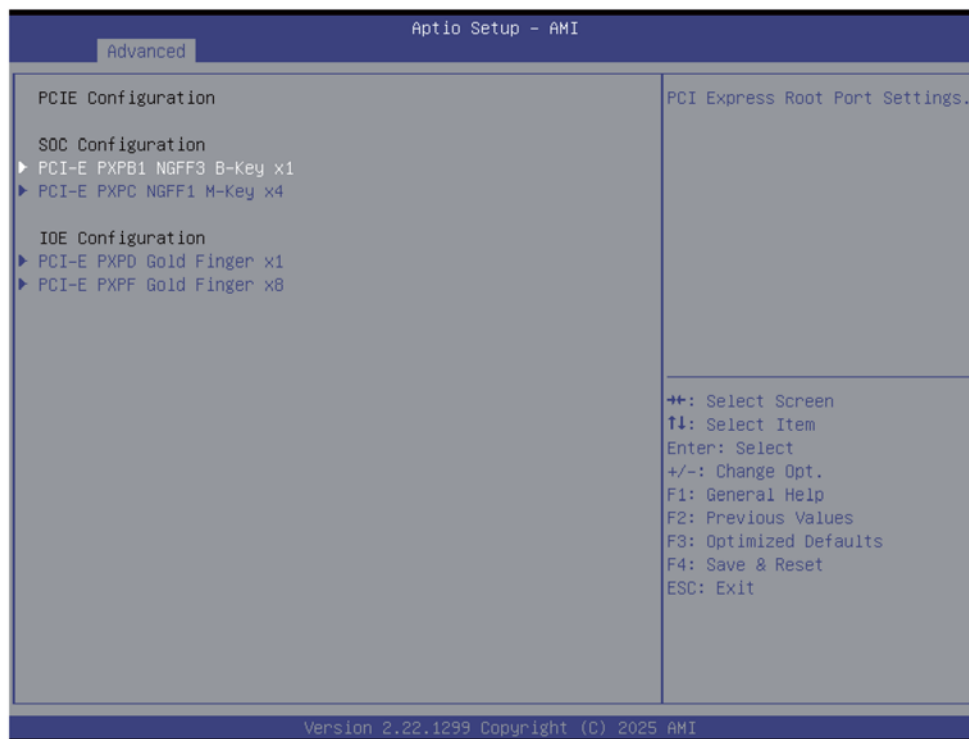 Aptio Setup – AMI
Advanced
PCIE Configuration
SOC Configuration
▶ PCI-E PXPB1 NGFF3 B-Key x1
▶ PCI-E PXPC NGFF1 M-Key x4
IOE Configuration
▶ PCI-E PXPD Gold Finger x1
▶ PCI-E PXPF Gold Finger x8
PCI Express Root Port Settings.
→←: Select Screen
↑↓: Select Item
Enter: Select
+/-: Change Opt.
F1: General Help
F2: Previous Values
F3: Optimized Defaults
F4: Save & Reset
ESC: Exit
Version 2.22.1299 Copyright (C) 2025 AMI